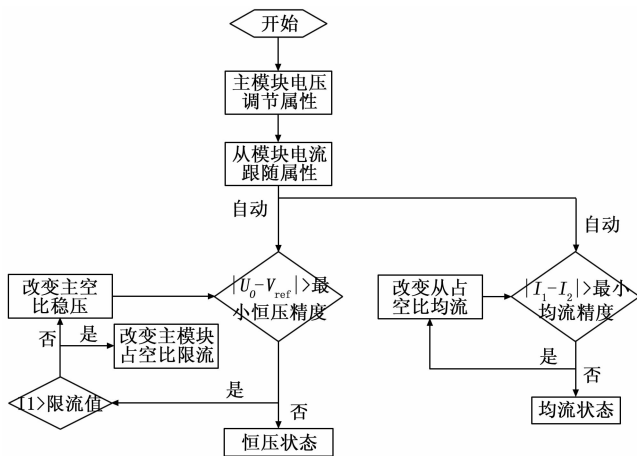 开始
主模块电压
调节属性
从模块电流
跟随属性
自动
自动
改变主空
比稳压
|U₀-Vref|>最
小恒压精度
改变从占
空比均流
|I₁-I₂|>最小
均流精度
否
是
改变主模块
占空比限流
是
否
I1>限流值
是
否
恒压状态
均流状态